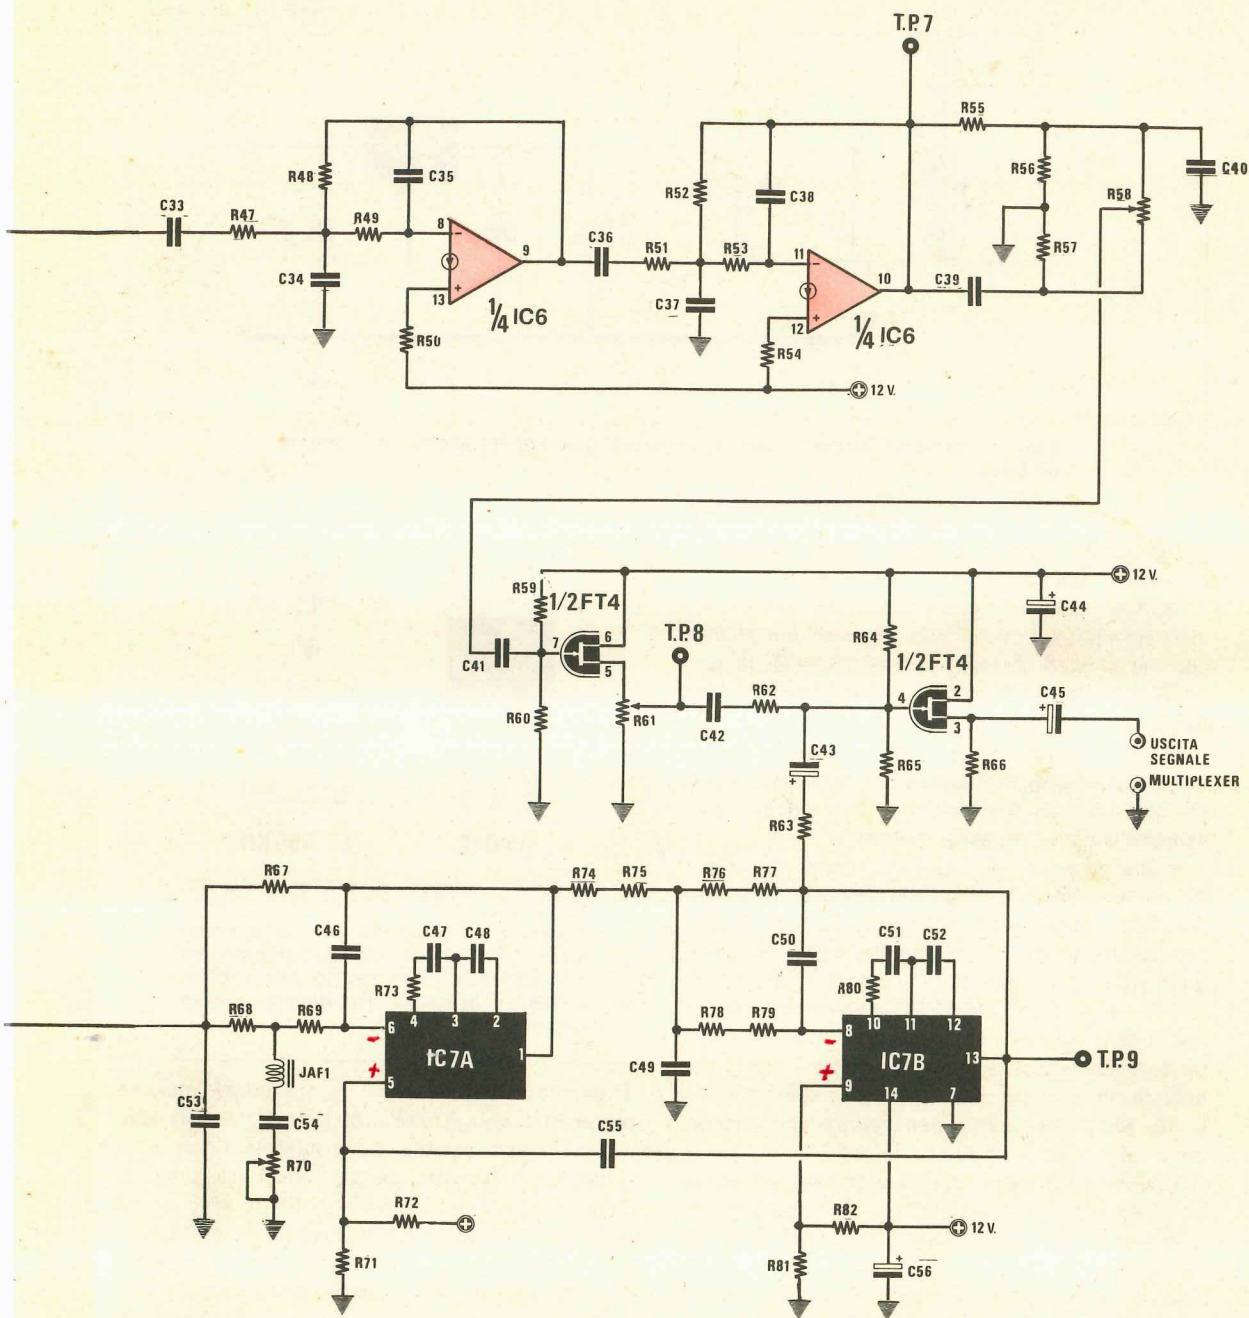 T.P.7
R55
R48
C35
R52
C38
R56
C40
C33
R47
R49
8
-
R58
C36
R51
R53
11
-
9
R57
C34
13
+
10
C39
1/4 IC6
C37
12
+
1/4 IC6
R50
R54
12 V.
R59
1/2FT4
12 V.
C44
T.P.8
R64
1/2FT4
7
6
5
C41
R62
4
2
3
C45
+
R60
R61
C42
C43
+
R65
R66
USCITA
SEGNALE
MULTIPLEXER
R63
R67
R74
R75
R76
R77
C46
C47
C48
C50
C51
C52
R73
R80
R68
R69
R78
R79
6
4
3
2
8
10
11
12
-
IC7A
1
-
IC7B
13
T.P.9
JAF1
+
5
C49
+
9
14
7
C53
C54
C55
R70
R72
R82
12 V.
R71
R81
+
C56